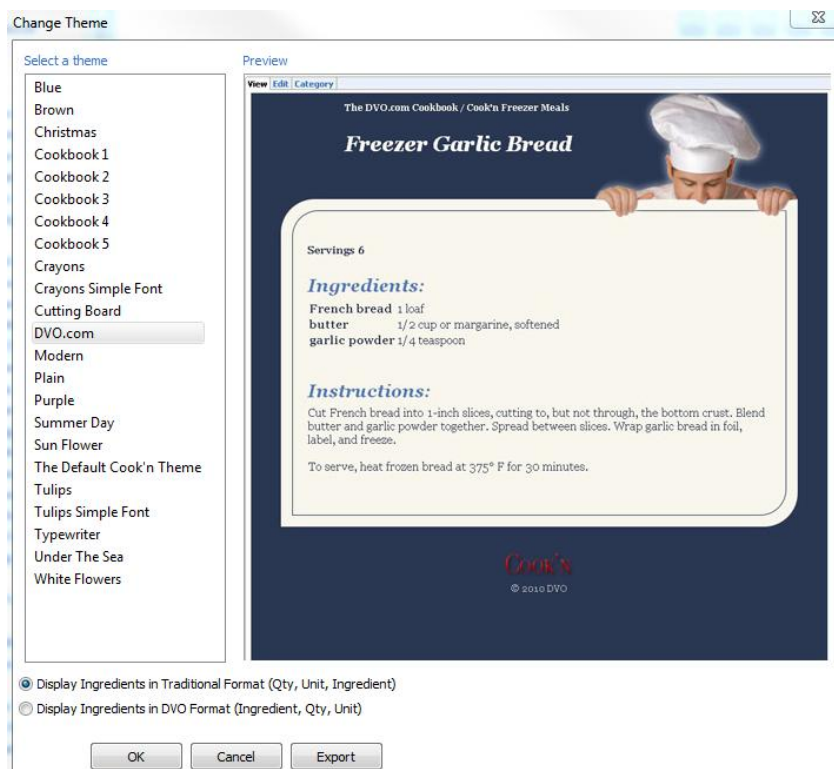 Change Theme
Select a theme
Blue
Brown
Christmas
Cookbook 1
Cookbook 2
Cookbook 3
Cookbook 4
Cookbook 5
Crayons
Crayons Simple Font
Cutting Board
DVO.com
Modern
Plain
Purple
Summer Day
Sun Flower
The Default Cook'n Theme
Tulips
Tulips Simple Font
Typewriter
Under The Sea
White Flowers
Preview
View Edit Category
The DVO.com Cookbook / Cook'n Freezer Meals
Freezer Garlic Bread
Servings 6
Ingredients:
French bread 1 loaf
butter 1/2 cup or margarine, softened
garlic powder 1/4 teaspoon
Instructions:
Cut French bread into 1-inch slices, cutting to, but not through, the bottom crust. Blend
butter and garlic powder together. Spread between slices. Wrap garlic bread in foil,
label, and freeze.
To serve, heat frozen bread at 375° F for 30 minutes.
Cook'n
© 2010 DVO
Display Ingredients in Traditional Format (Qty, Unit, Ingredient)
Display Ingredients in DVO Format (Ingredient, Qty, Unit)
OK Cancel Export